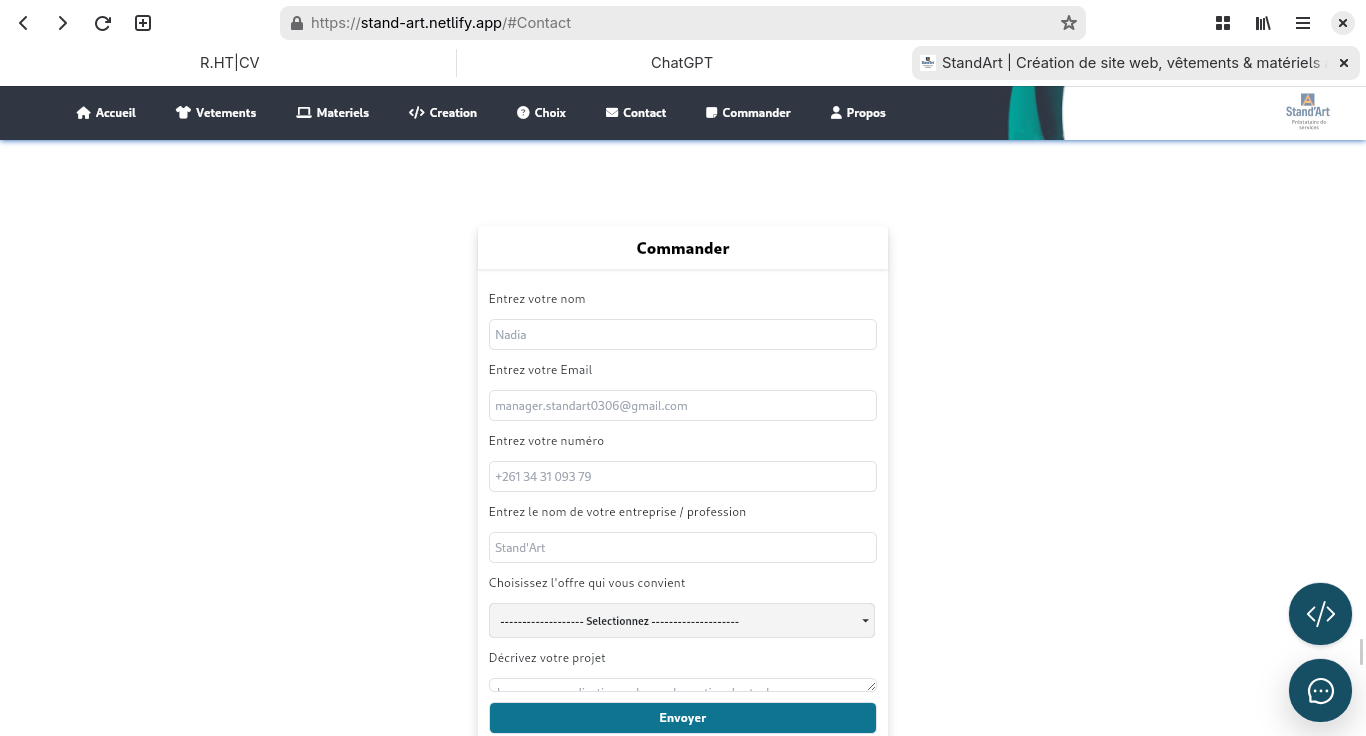 https://stand-art.netlify.app/#Contact
R.HT|CV
ChatGPT
StandArt | Création de site web, vêtements & matériels
Accueil
Vetements
Materiels
Creation
Choix
Contact
Commander
Propos
Stand'Art
Prestataire de
services
Commander
Entrez votre nom
Nadia
Entrez votre Email
manager.standart0306@gmail.com
Entrez votre numéro
+261 34 31 093 79
Entrez le nom de votre entreprise / profession
Stand'Art
Choisissez l'offre qui vous convient
------------------- Selectionnez --------------------
Décrivez votre projet
Envoyer